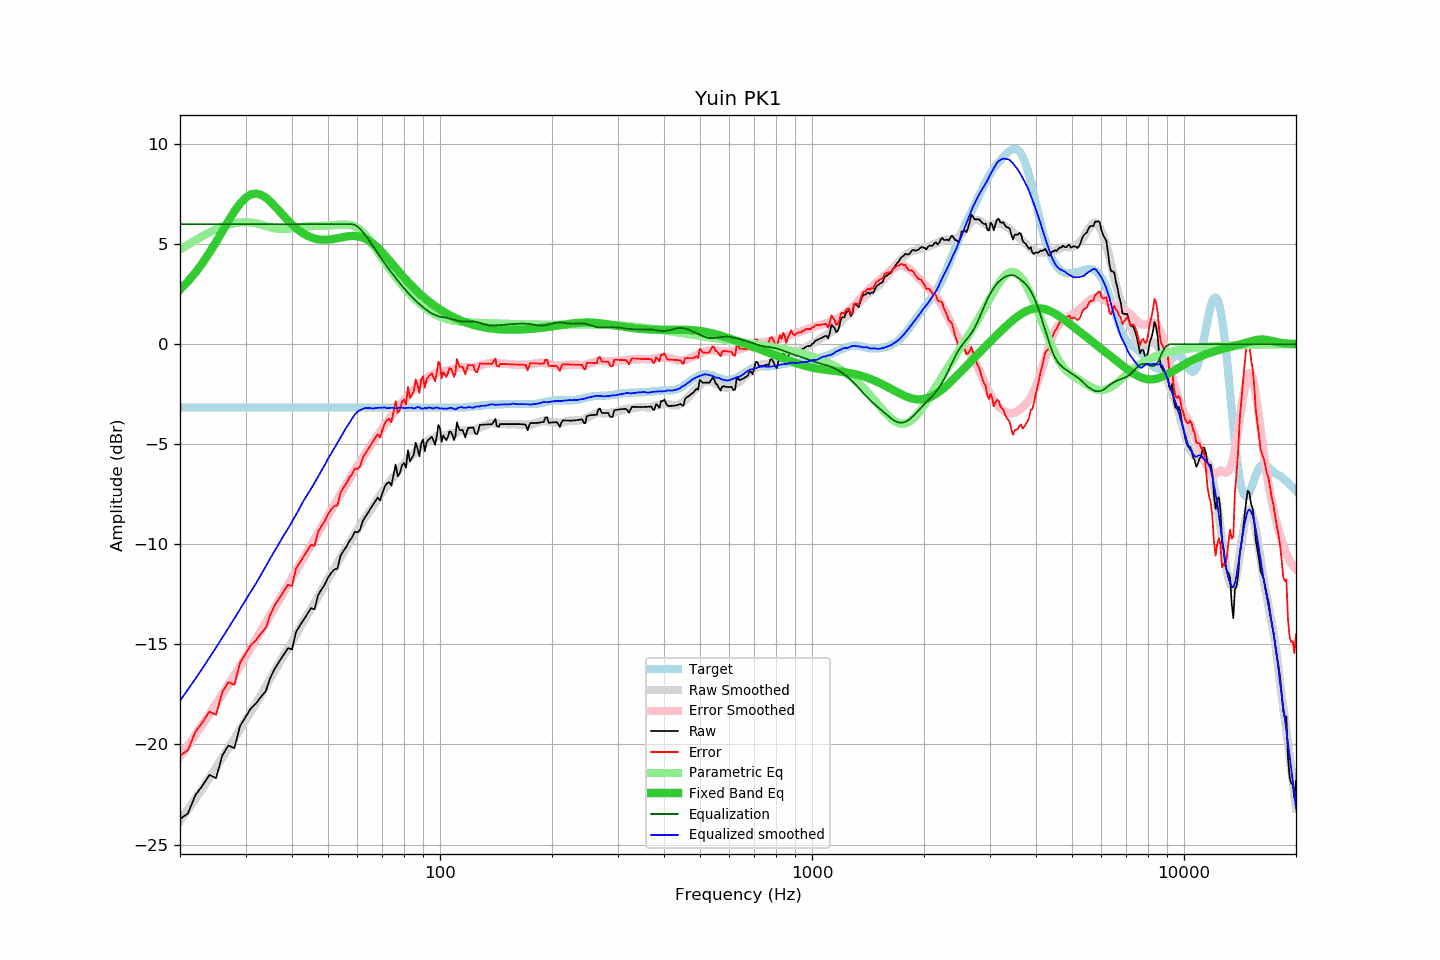 Yuin PK1
10
5
0
−5
−10
−15
−20
−25
Amplitude (dBr)
100
1000
10000
Frequency (Hz)
Target
Raw Smoothed
Error Smoothed
Raw
Error
Parametric Eq
Fixed Band Eq
Equalization
Equalized smoothed